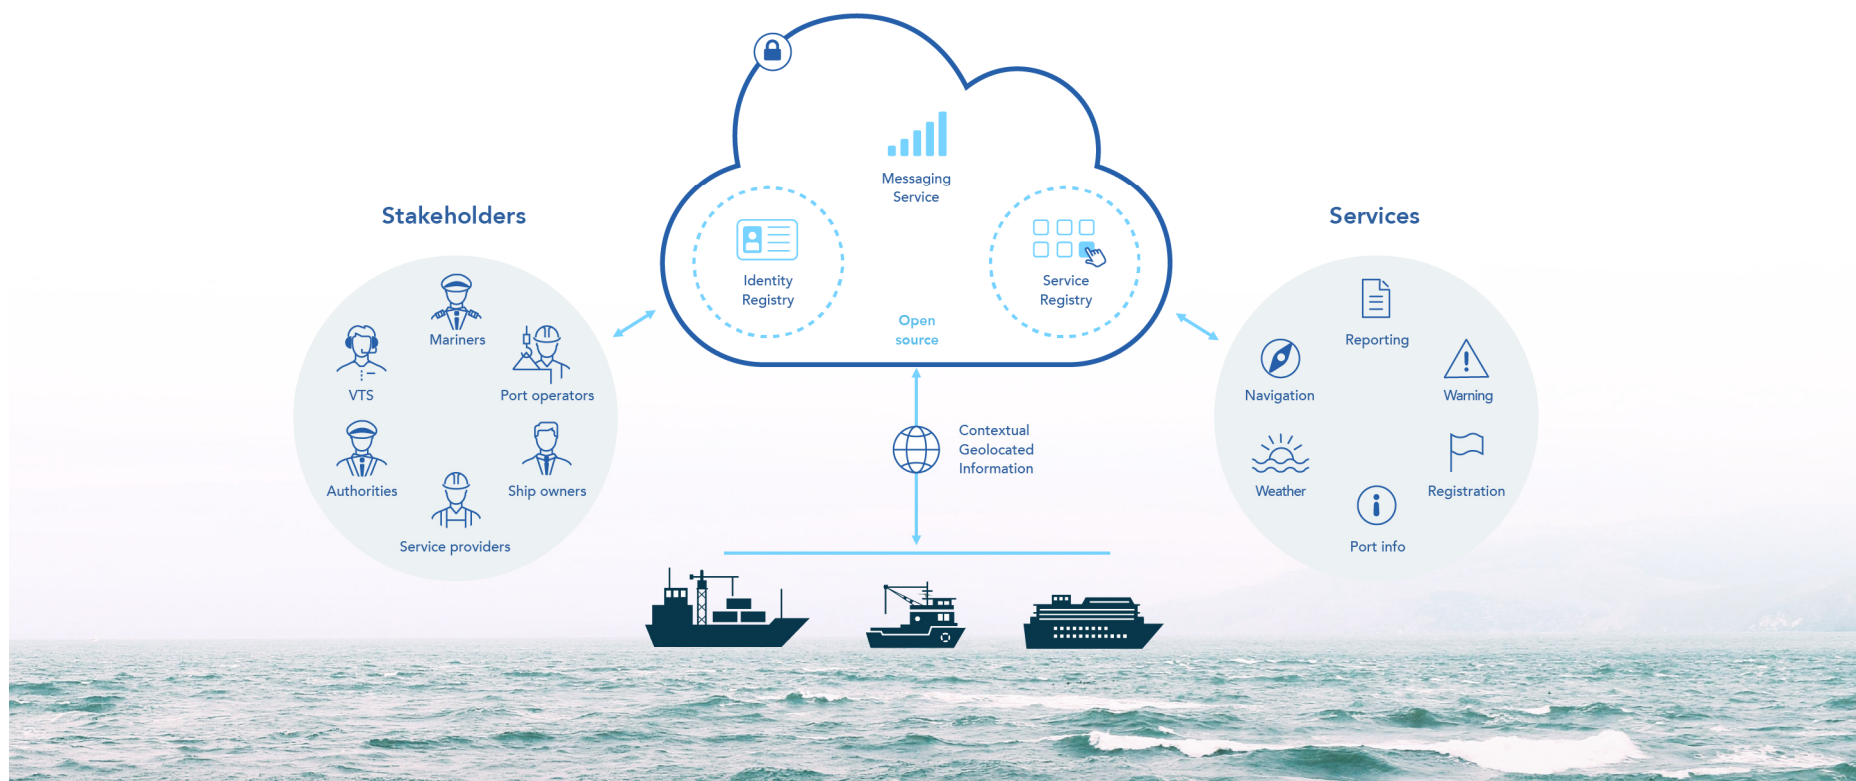 Messaging
Service
Stakeholders
Identity
Registry
Service
Registry
Open
source
Services
Mariners
VTS
Port operators
Authorities
Ship owners
Service providers
Contextual
Geolocated
Information
Reporting
Navigation
Warning
Weather
Registration
Port info